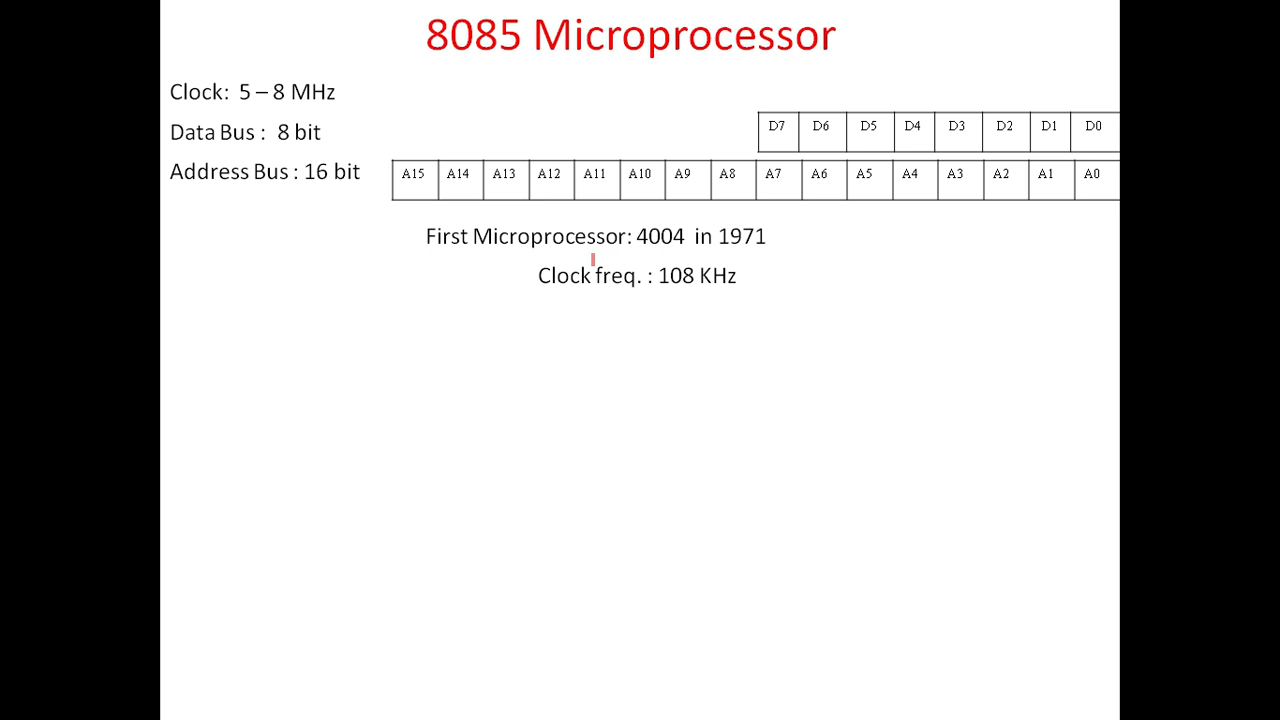 8085 Microprocessor
Clock: 5 – 8 MHz
Data Bus : 8 bit
D7 D6 D5 D4 D3 D2 D1 D0
Address Bus : 16 bit
A15 A14 A13 A12 A11 A10 A9 A8 A7 A6 A5 A4 A3 A2 A1 A0
First Microprocessor: 4004 in 1971
Clock freq. : 108 KHz